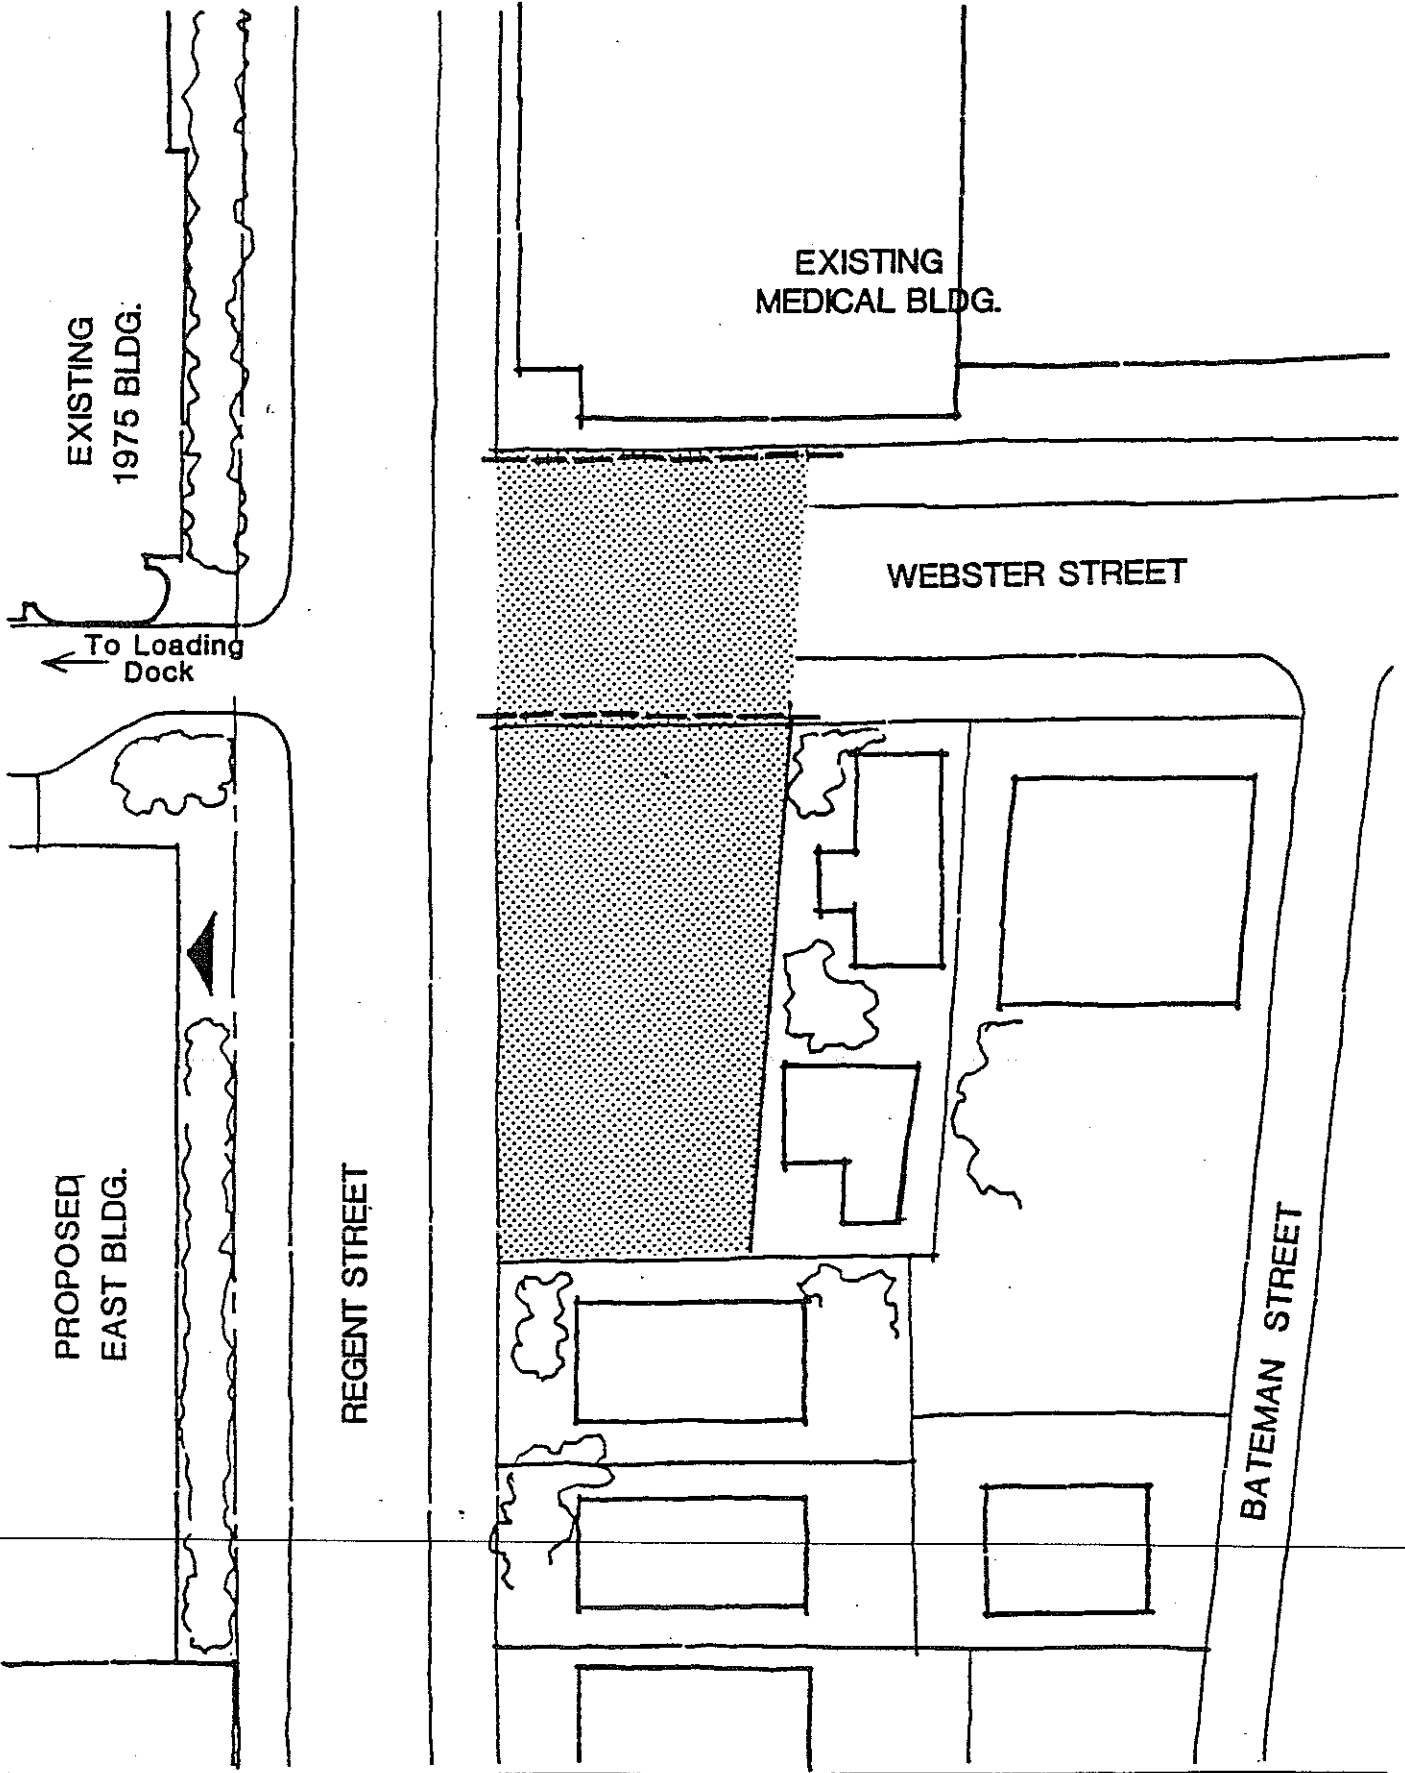 EXISTING
MEDICAL BLDG.
EXISTING
1975 BLDG.
WEBSTER STREET
To Loading
Dock
PROPOSED
EAST BLDG.
REGENT STREET
BATEMAN STREET